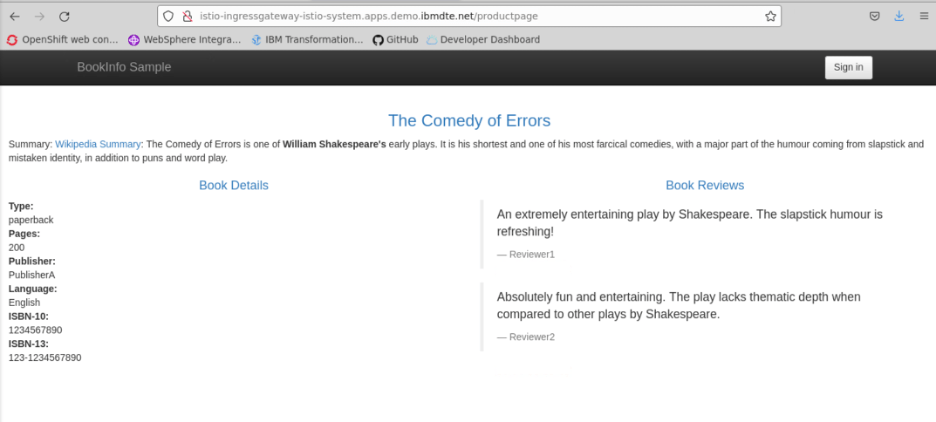 istio-ingressgateway-istio-system.apps.demo.ibmdte.net/productpage
OpenShift web con... WebSphere Integra... IBM Transformation... GitHub Developer Dashboard
BookInfo Sample Sign in
The Comedy of Errors
Summary: Wikipedia Summary: The Comedy of Errors is one of William Shakespeare's early plays. It is his shortest and one of his most farcical comedies, with a major part of the humour coming from slapstick and
mistaken identity, in addition to puns and word play.
Book Details
Type:
paperback
Pages:
200
Publisher:
PublisherA
Language:
English
ISBN-10:
1234567890
ISBN-13:
123-1234567890
Book Reviews
An extremely entertaining play by Shakespeare. The slapstick humour is
refreshing!
— Reviewer1
Absolutely fun and entertaining. The play lacks thematic depth when
compared to other plays by Shakespeare.
— Reviewer2